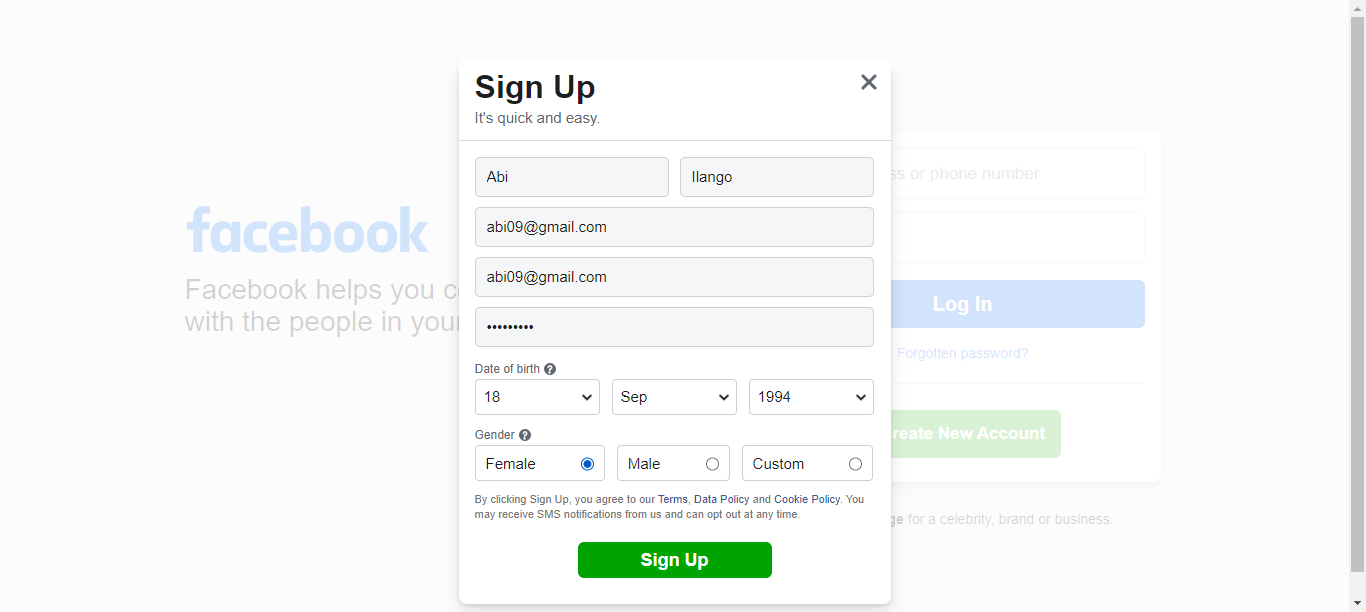 Sign Up
It's quick and easy.
Abi Ilango
abi09@gmail.com
abi09@gmail.com
•••••••••
Date of birth
18 Sep 1994
Gender
Female Male Custom
By clicking Sign Up, you agree to our Terms, Data Policy and Cookie Policy. You
may receive SMS notifications from us and can opt out at any time.
Sign Up
facebook
Facebook helps you
with the people in your
or phone number
Log In
Forgotten password?
New Account
for a celebrity, brand or business.